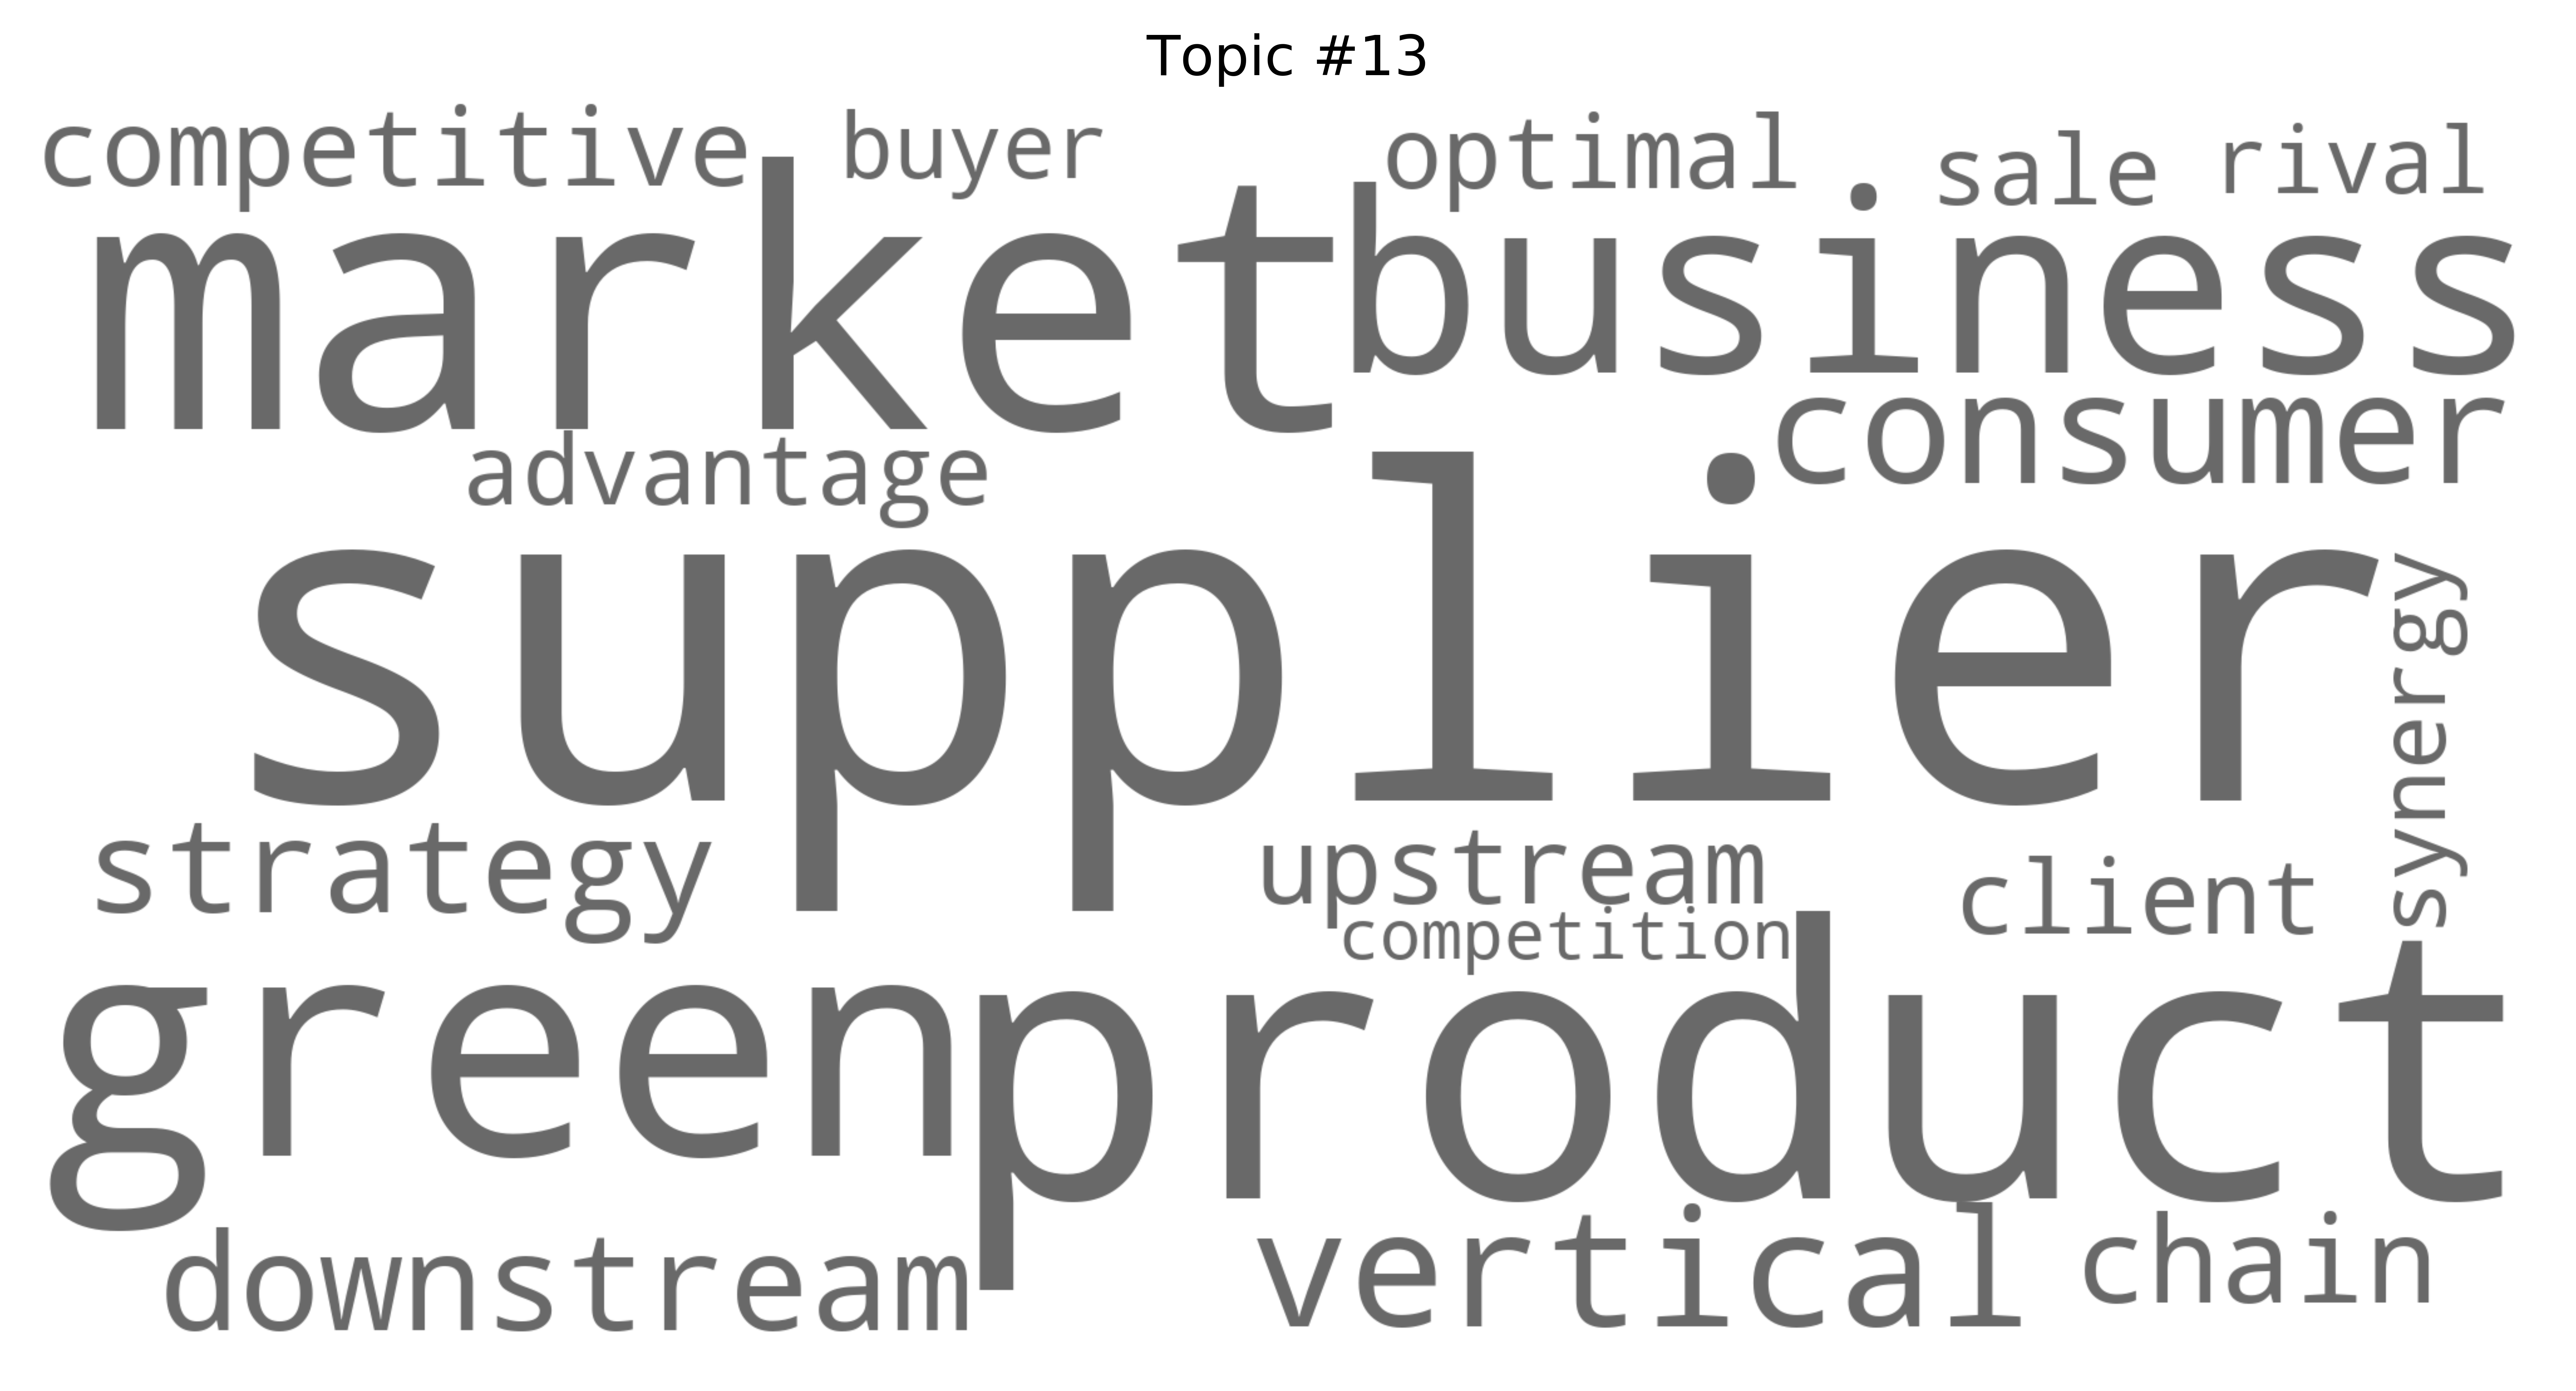 Topic #13
competitive buyer optimal sale rival
market business
consumer
advantage
supplier
synergy
strategy upstream client
competition
green product
downstream vertical chain